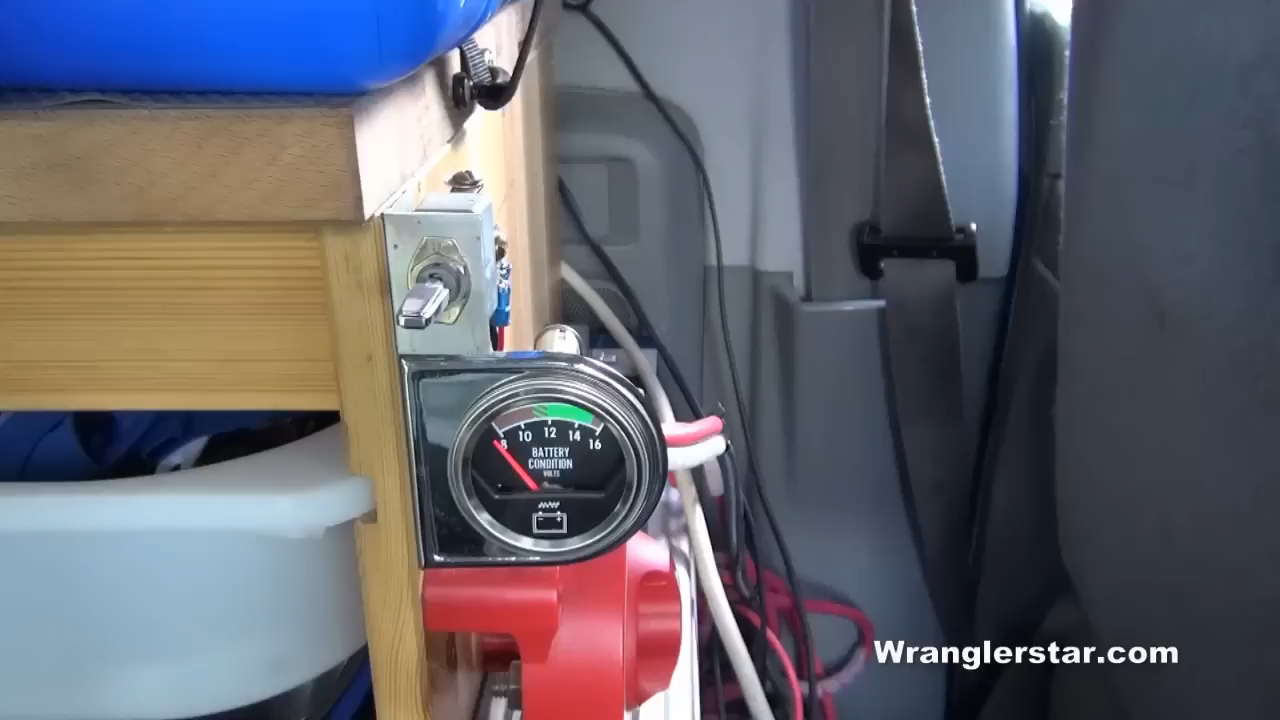 8 10 12 14 16
BATTERY
CONDITION
VOLTS
- +
Wranglerstar.com